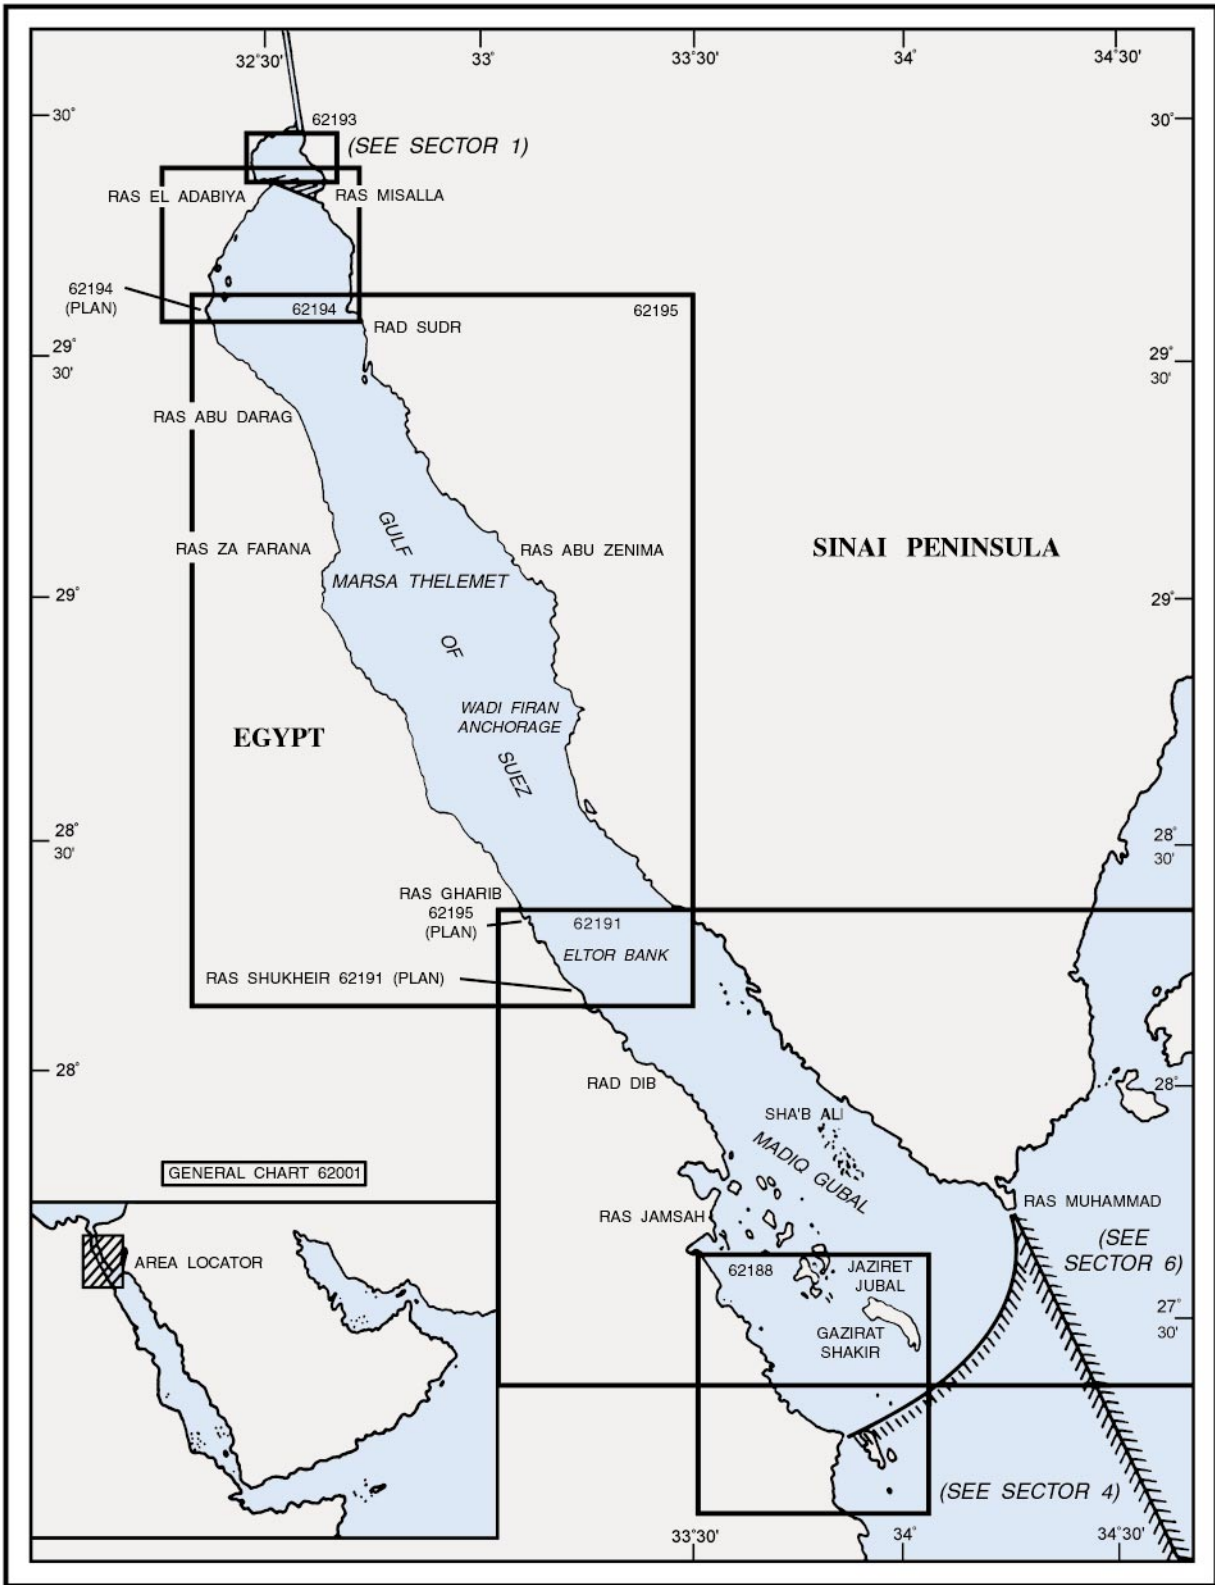 32°30'
33°
33°30'
34°
34°30'
30°
62193
30°
(SEE SECTOR 1)
RAS EL ADABIYA
RAS MISALLA
62194
(PLAN)
62194
62195
RAD SUDR
29°
30'
29°
30'
RAS ABU DARAG
GULF
RAS ZA FARANA
RAS ABU ZENIMA
SINAI PENINSULA
MARSA THELEMET
29°
29°
OF
WADI FIRAN
ANCHORAGE
EGYPT
SUEZ
28°
30'
28°
30'
RAS GHARIB
62195
(PLAN)
62191
ELTOR BANK
RAS SHUKHEIR 62191 (PLAN)
28°
RAD DIB
28°
SHA'B ALI
MADIQ GUBAL
GENERAL CHART 62001
RAS MUHAMMAD
RAS JAMSAH
(SEE
SECTOR 6)
AREA LOCATOR
62188
JAZIRET
JUBAL
27°
30'
GAZIRAT
SHAKIR
(SEE SECTOR 4)
33°30'
34°
34°30'